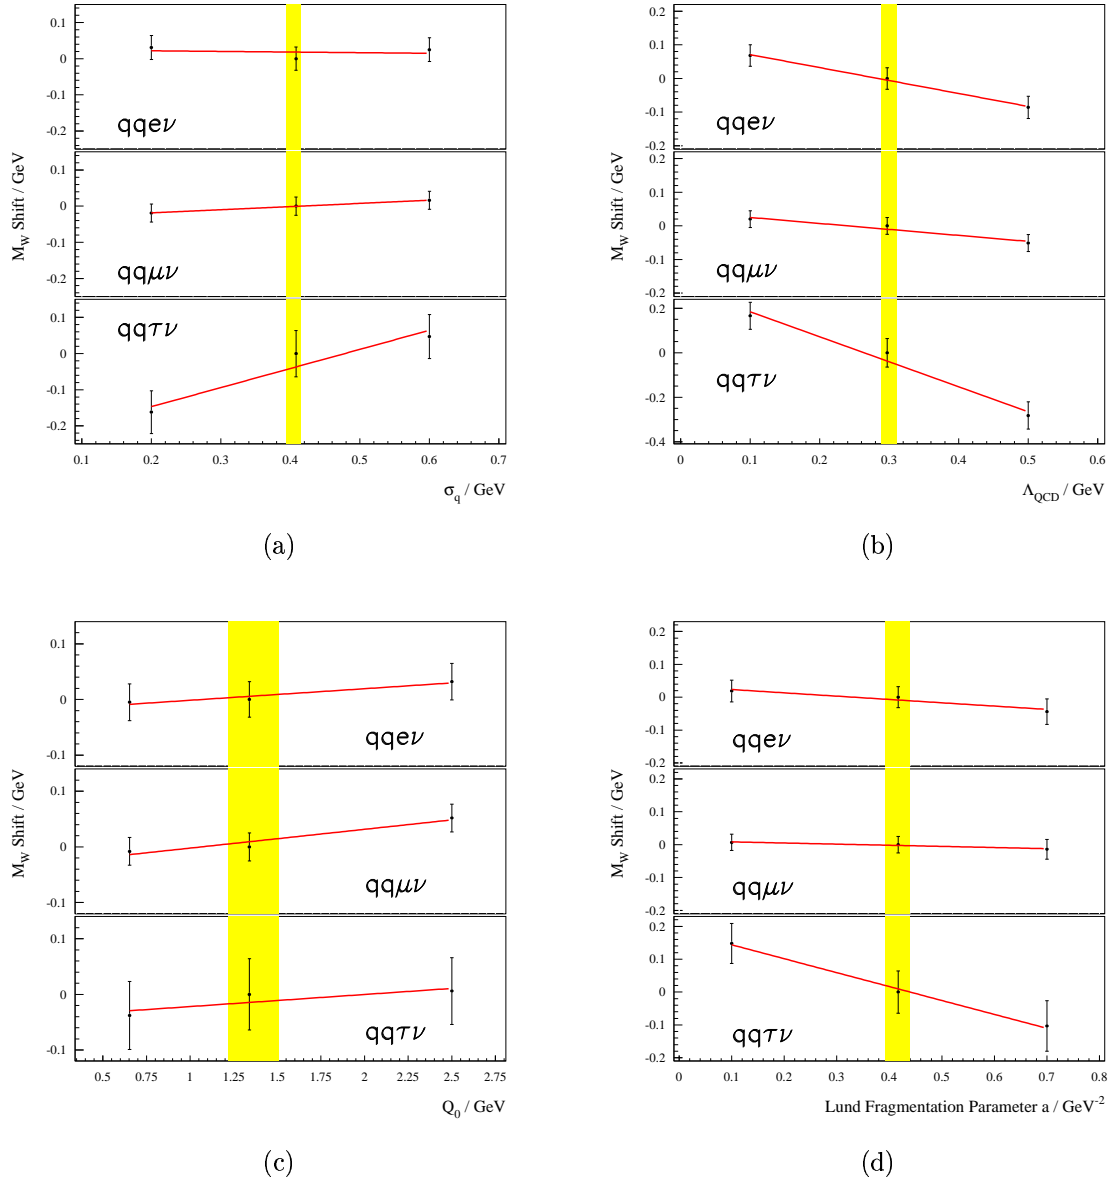 0.1
0
-0.1
-0.2
qqeν
0.1
0
-0.1
-0.2
qqμν
0.1
0
-0.1
-0.2
qqτν
M_W Shift / GeV
0.1 0.2 0.3 0.4 0.5 0.6 0.7
σ_q / GeV
(a)
0.2
0.1
0
-0.1
-0.2
qqeν
0.2
0.1
0
-0.1
-0.2
qqμν
0.2
0
-0.2
-0.4
qqτν
M_W Shift / GeV
0 0.1 0.2 0.3 0.4 0.5 0.6
Λ_QCD / GeV
(b)
0.1
0
-0.1
qqeν
0.1
0
-0.1
qqμν
0.1
0
-0.1
qqτν
M_W Shift / GeV
0.5 0.75 1 1.25 1.5 1.75 2 2.25 2.5 2.75
Q_0 / GeV
(c)
0.2
0.1
0
-0.1
-0.2
qqeν
0.2
0.1
0
-0.1
-0.2
qqμν
0.2
0.1
0
-0.1
-0.2
qqτν
M_W Shift / GeV
0 0.1 0.2 0.3 0.4 0.5 0.6 0.7 0.8
Lund Fragmentation Parameter a / GeV^-2
(d)